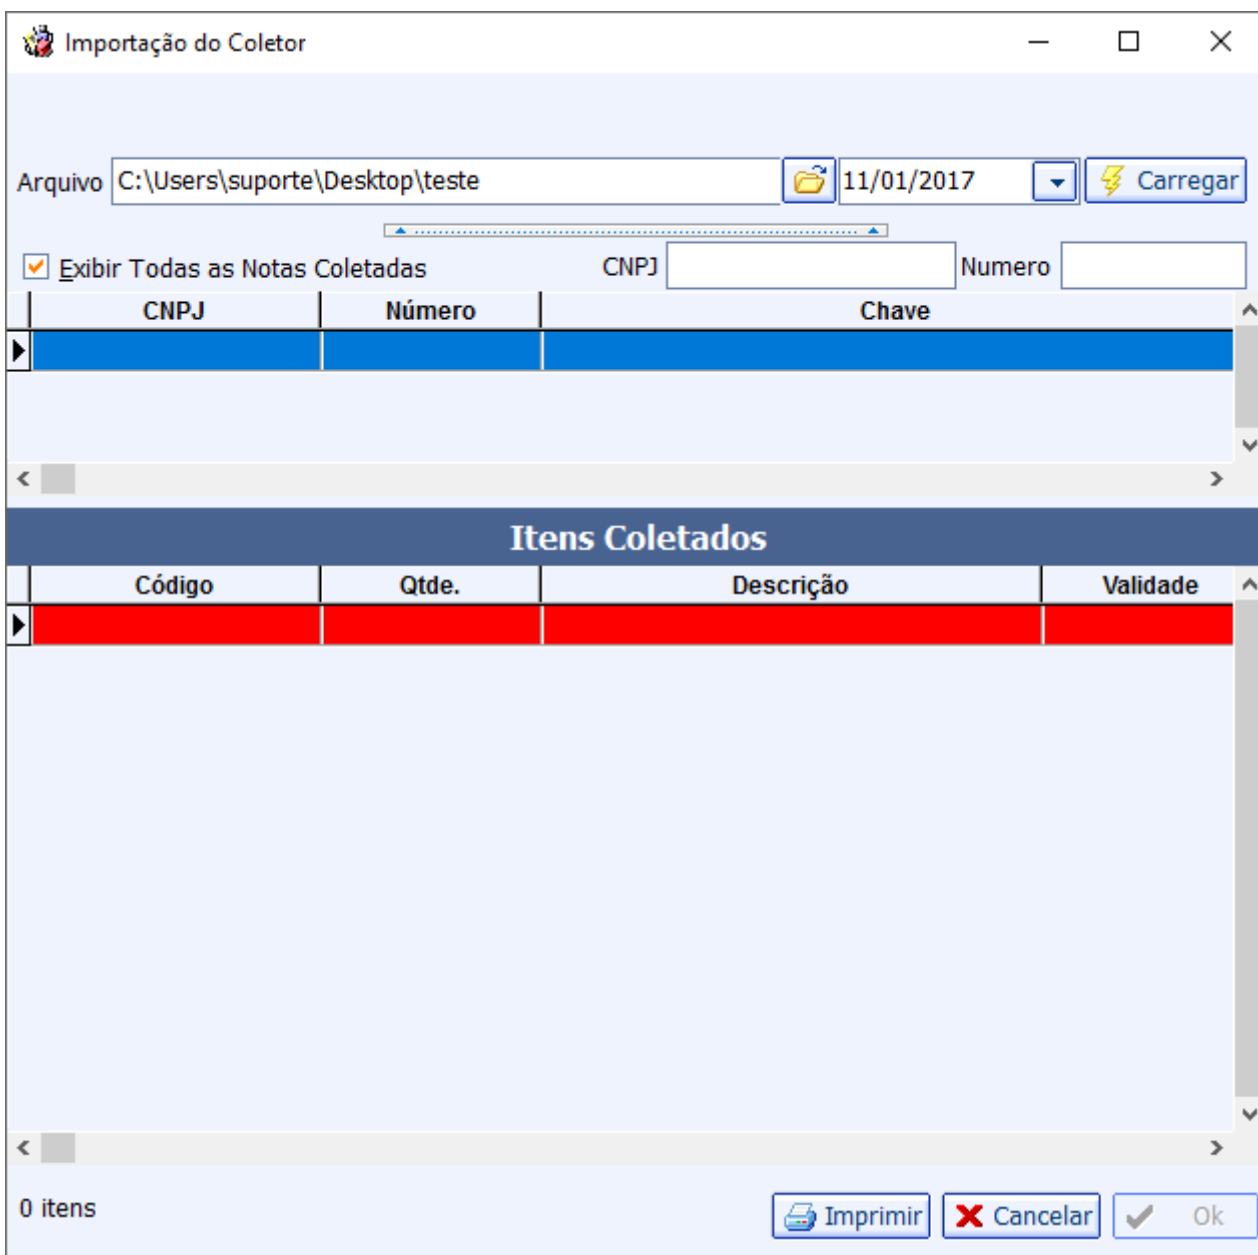 Importação do Coletor
Arquivo C:\Users\suporte\Desktop\teste 11/01/2017 Carregar
Exibir Todas as Notas Coletadas CNPJ Numero
CNPJ Número Chave
Itens Coletados
Código Qtde. Descrição Validade
0 itens Imprimir Cancelar Ok